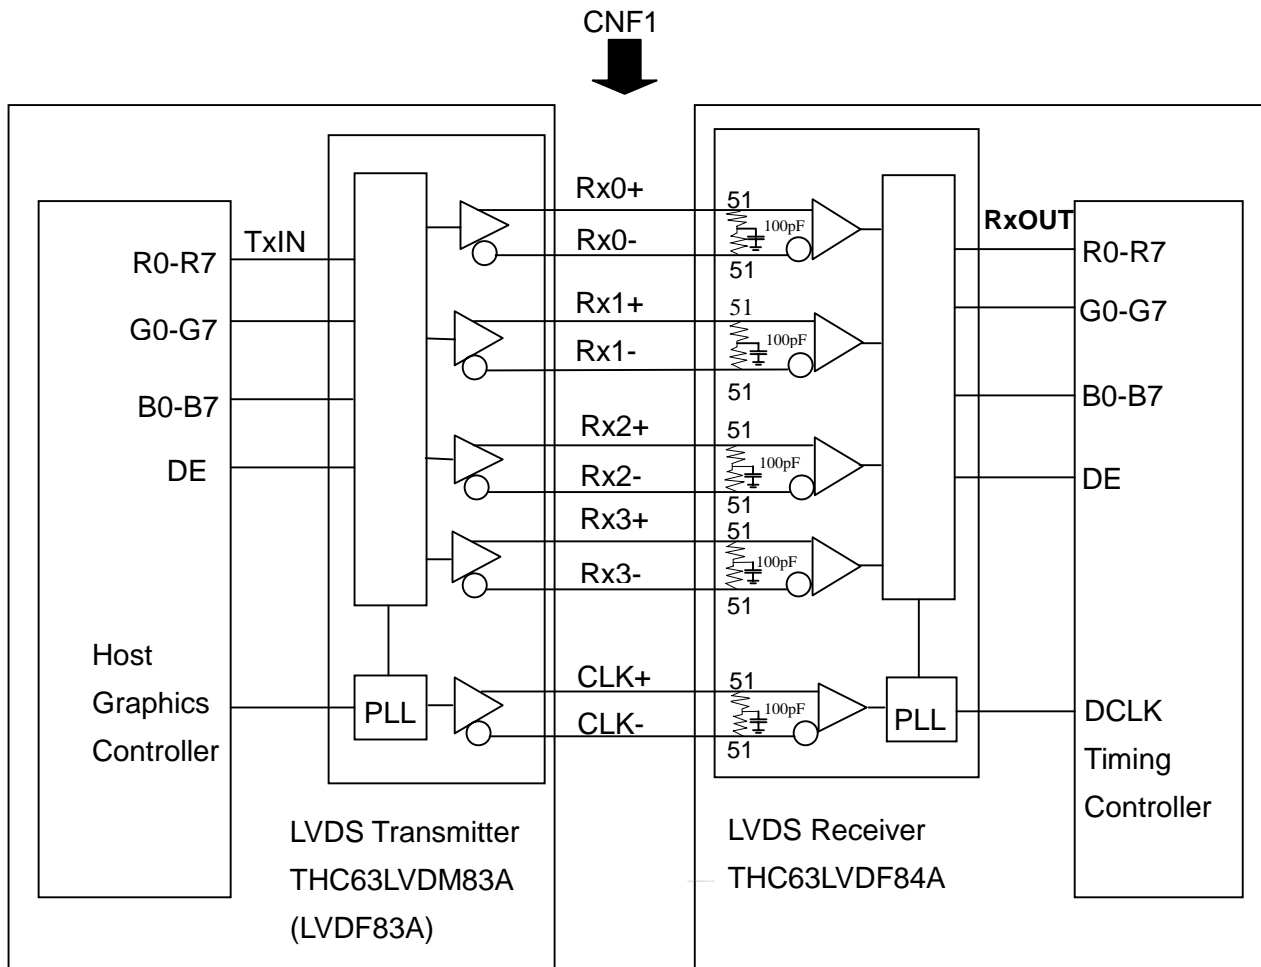 CNF1
Rx0+
51
100pF
RxOUT
TxIN
Rx0-
R0-R7
51
R0-R7
Rx1+
51
G0-G7
G0-G7
100pF
Rx1-
51
B0-B7
B0-B7
Rx2+
51
100pF
DE
Rx2-
DE
51
Rx3+
51
100pF
Rx3-
51
Host
Graphics
Controller
CLK+
51
100pF
PLL
CLK-
51
PLL
DCLK
Timing
Controller
LVDS Transmitter
THC63LVDM83A
(LVDF83A)
LVDS Receiver
THC63LVDF84A